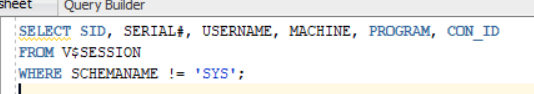 sheet Query Builder
SELECT SID, SERIAL#, USERNAME, MACHINE, PROGRAM, CON_ID
FROM V$SESSION
WHERE SCHEMANAME != 'SYS';